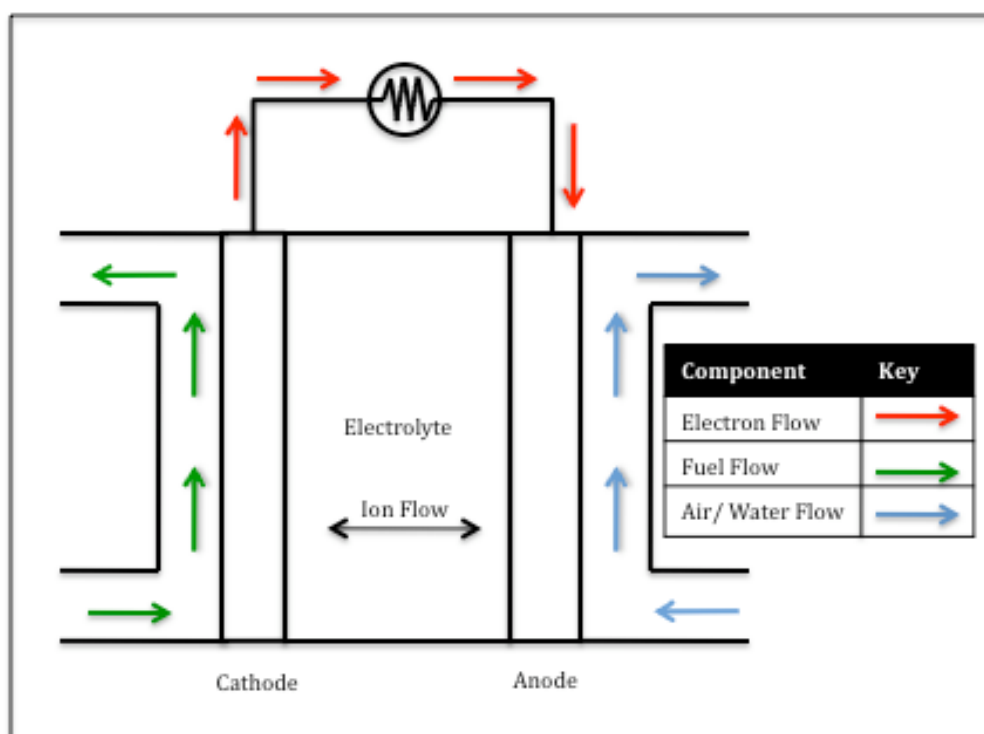 Component Key
Electron Flow
Fuel Flow
Air/ Water Flow
Electrolyte
Ion Flow
Cathode
Anode